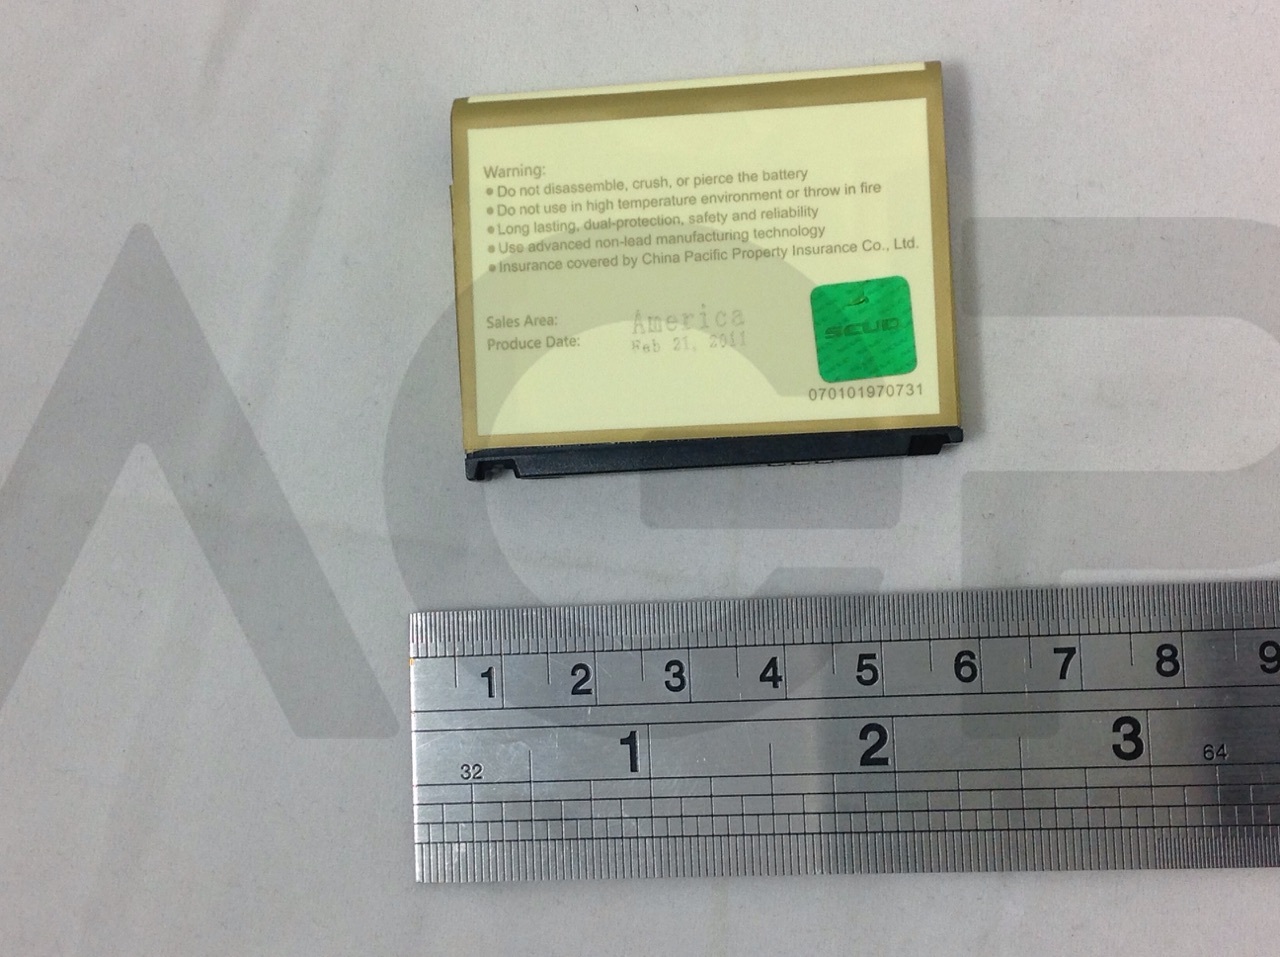 Warning:
• Do not disassemble, crush, or pierce the battery
• Do not use in high temperature environment or throw in fire
• Long lasting, dual-protection, safety and reliability
• Use advanced non-lead manufacturing technology
• Insurance covered by China Pacific Property Insurance Co., Ltd.
Sales Area: America
Produce Date: Feb 21, 2011
SCUD
070101970731
1 2 3 4 5 6 7 8 9
1 2 3
32 64